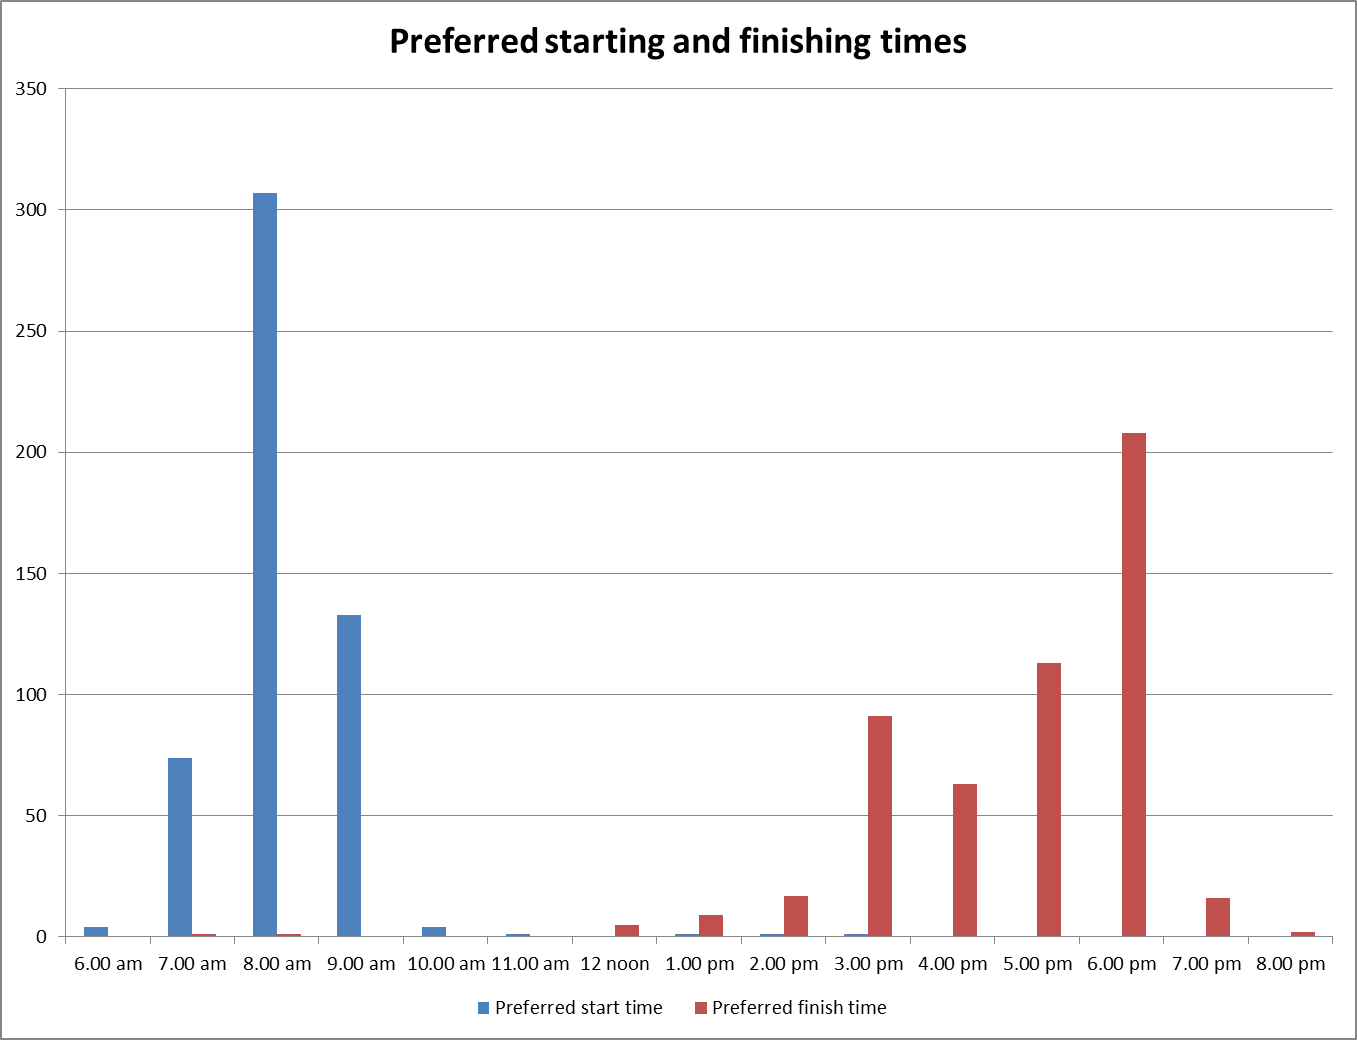 Preferred starting and finishing times
350
300
250
200
150
100
50
0
6.00 am 7.00 am 8.00 am 9.00 am 10.00 am 11.00 am 12 noon 1.00 pm 2.00 pm 3.00 pm 4.00 pm 5.00 pm 6.00 pm 7.00 pm 8.00 pm
Preferred start time Preferred finish time